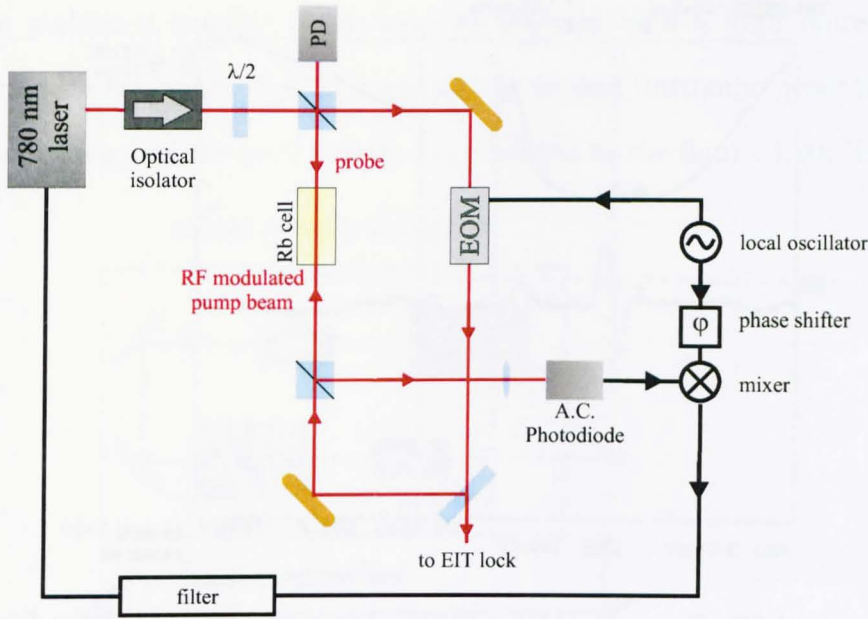 PD
λ/2
780 nm
laser
Optical
isolator
probe
Rb cell
EOM
local oscillator
RF modulated
pump beam
φ
phase shifter
mixer
A.C.
Photodiode
to EIT lock
filter